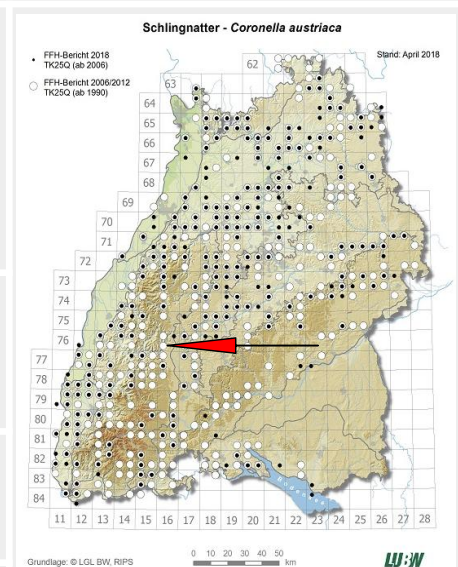 Schlingnatter - Coronella austriaca
FFH-Bericht 2018
TK25Q (ab 2006)
FFH-Bericht 2006/2012
TK25Q (ab 1990)
Stand: April 2018
62
63
64
65
66
67
68
69
70
71
72
73
74
75
76
77
78
79
80
81
82
83
84
11 12 13 14 15 16 17 18 19 20 21 22 23 24 25 26 27 28
0 10 20 30 40 50
km
Grundlage: © LGL BW, RIPS
LUBW